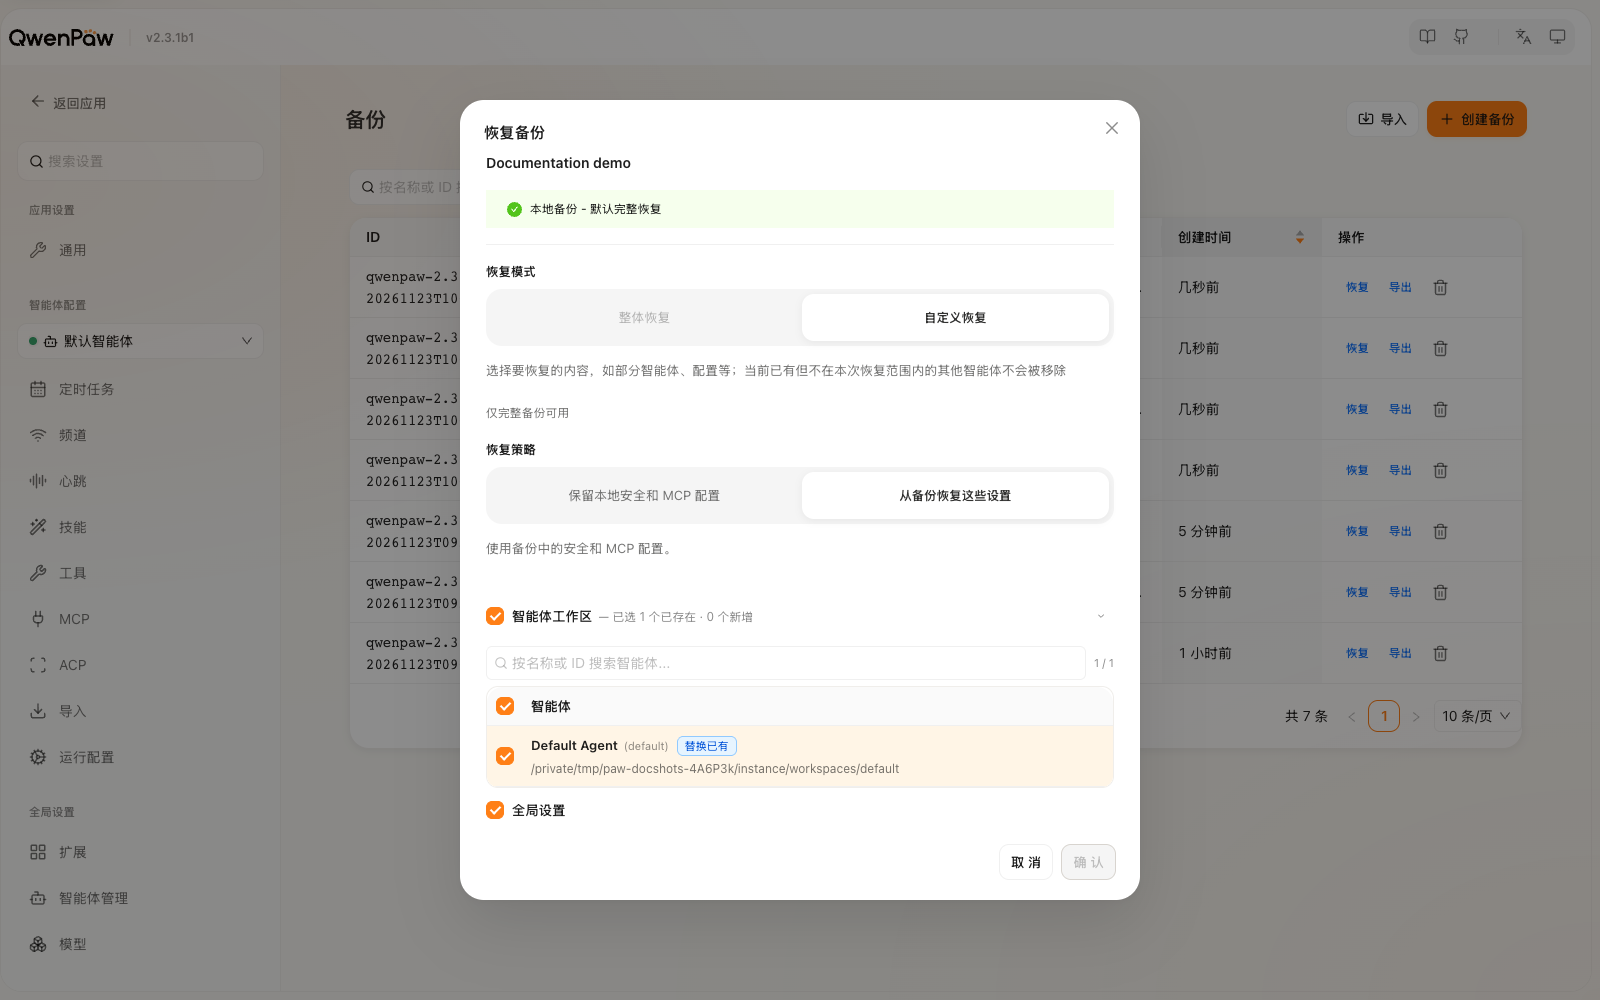 QwenPaw
v2.3.1b1
返回应用
搜索设置
应用设置
通用
智能体配置
默认智能体
定时任务
频道
心跳
技能
工具
MCP
ACP
导入
运行配置
全局设置
扩展
智能体管理
模型
备份
导入
创建备份
按名称或 ID
ID
创建时间
操作
qwenpaw-2.3
20261123T10
几秒前
恢复
导出
qwenpaw-2.3
20261123T10
几秒前
恢复
导出
qwenpaw-2.3
20261123T10
几秒前
恢复
导出
qwenpaw-2.3
20261123T10
几秒前
恢复
导出
qwenpaw-2.3
20261123T09
5 分钟前
恢复
导出
qwenpaw-2.3
20261123T09
5 分钟前
恢复
导出
qwenpaw-2.3
20261123T09
1 小时前
恢复
导出
共 7 条
1
10 条/页
恢复备份
Documentation demo
本地备份 - 默认完整恢复
恢复模式
整体恢复
自定义恢复
选择要恢复的内容，如部分智能体、配置等；当前已有但不在本次恢复范围内的其他智能体不会被移除
仅完整备份可用
恢复策略
保留本地安全和 MCP 配置
从备份恢复这些设置
使用备份中的安全和 MCP 配置。
智能体工作区 — 已选 1 个已存在 · 0 个新增
按名称或 ID 搜索智能体...
1 / 1
智能体
Default Agent (default) 替换已有
/private/tmp/paw-docshots-4A6P3k/instance/workspaces/default
全局设置
取 消
确 认